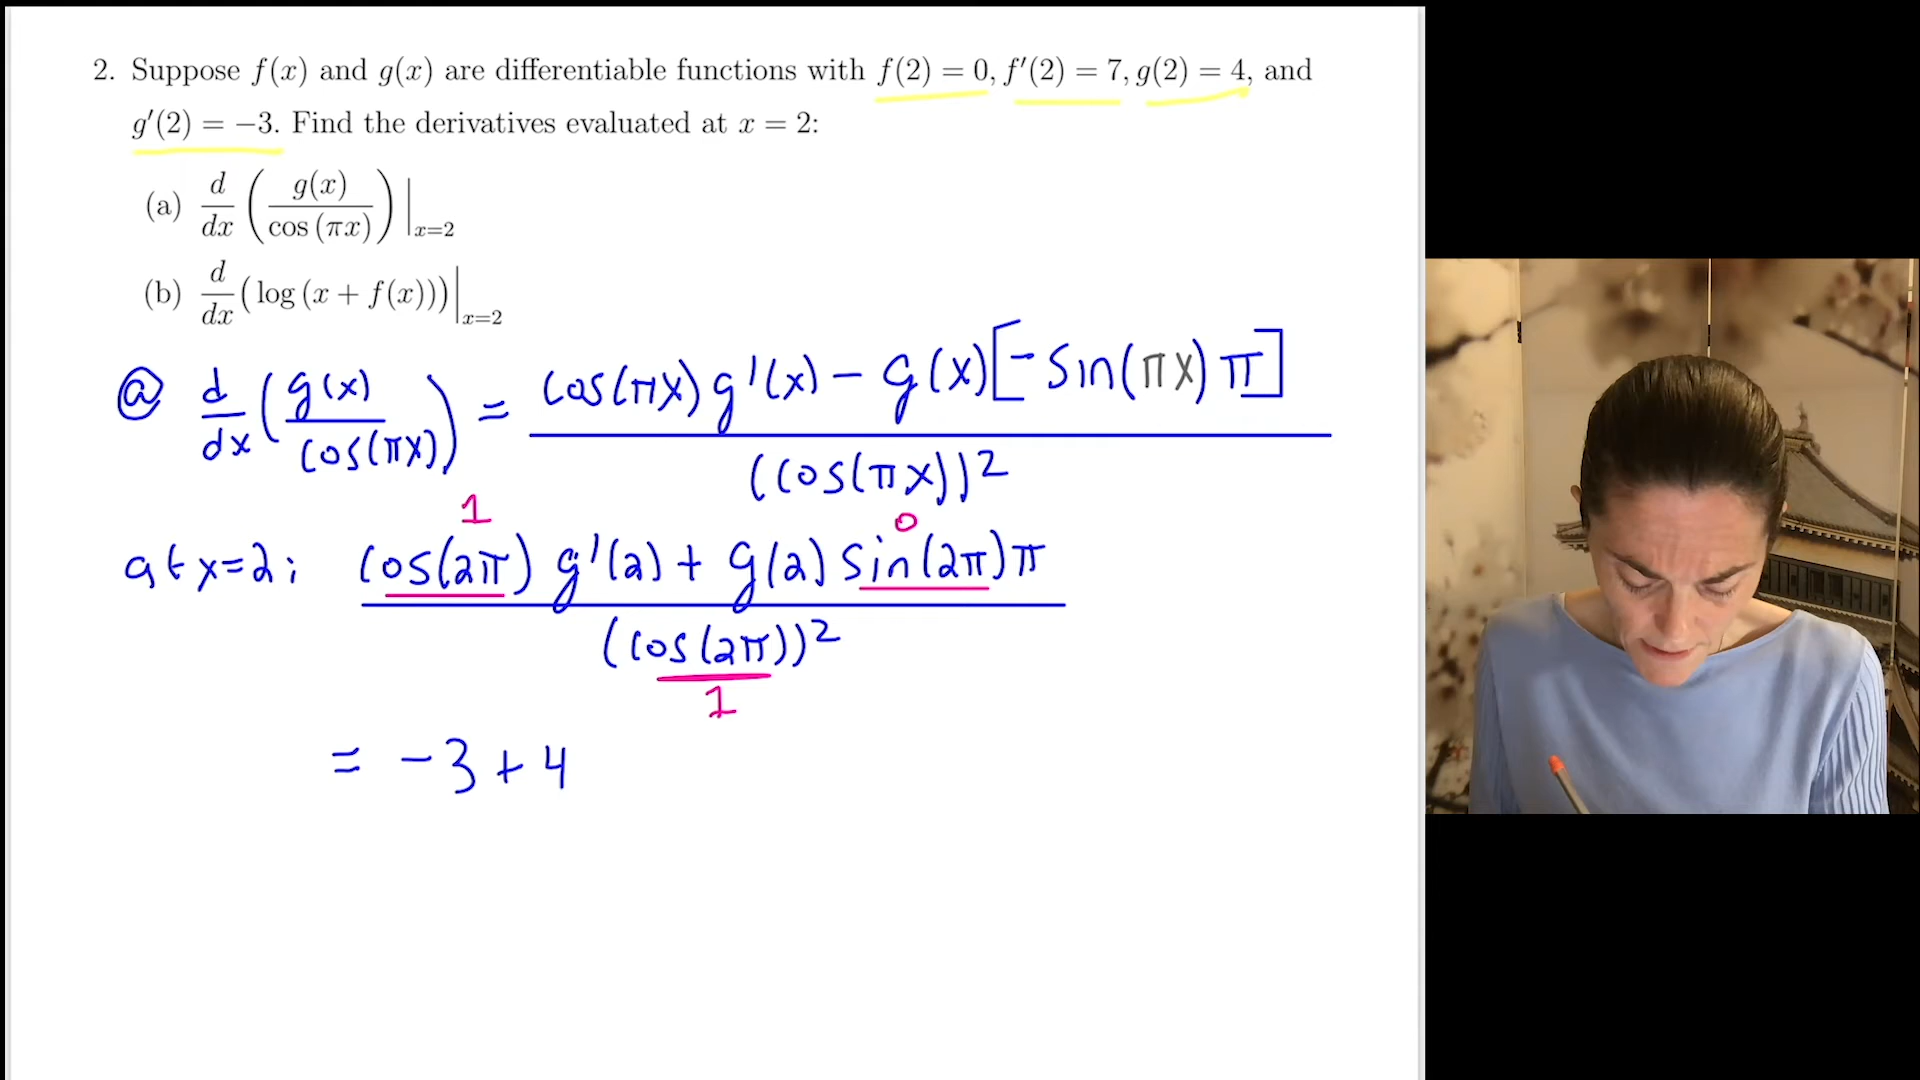 2. Suppose f(x) and g(x) are differentiable functions with f(2) = 0, f′(2) = 7, g(2) = 4, and
g′(2) = −3. Find the derivatives evaluated at x = 2:
(a) d/dx (g(x)/cos (πx))|x=2
(b) d/dx (log (x + f(x)))|x=2
ⓐ d/dx (g(x)/cos(πx)) = cos(πx) g'(x) − g(x)[−sin(πx) π] / (cos(πx))²
1 0
at x=2: cos(2π) g'(2) + g(2) sin(2π) π / (cos(2π))²
1
= −3 + 4